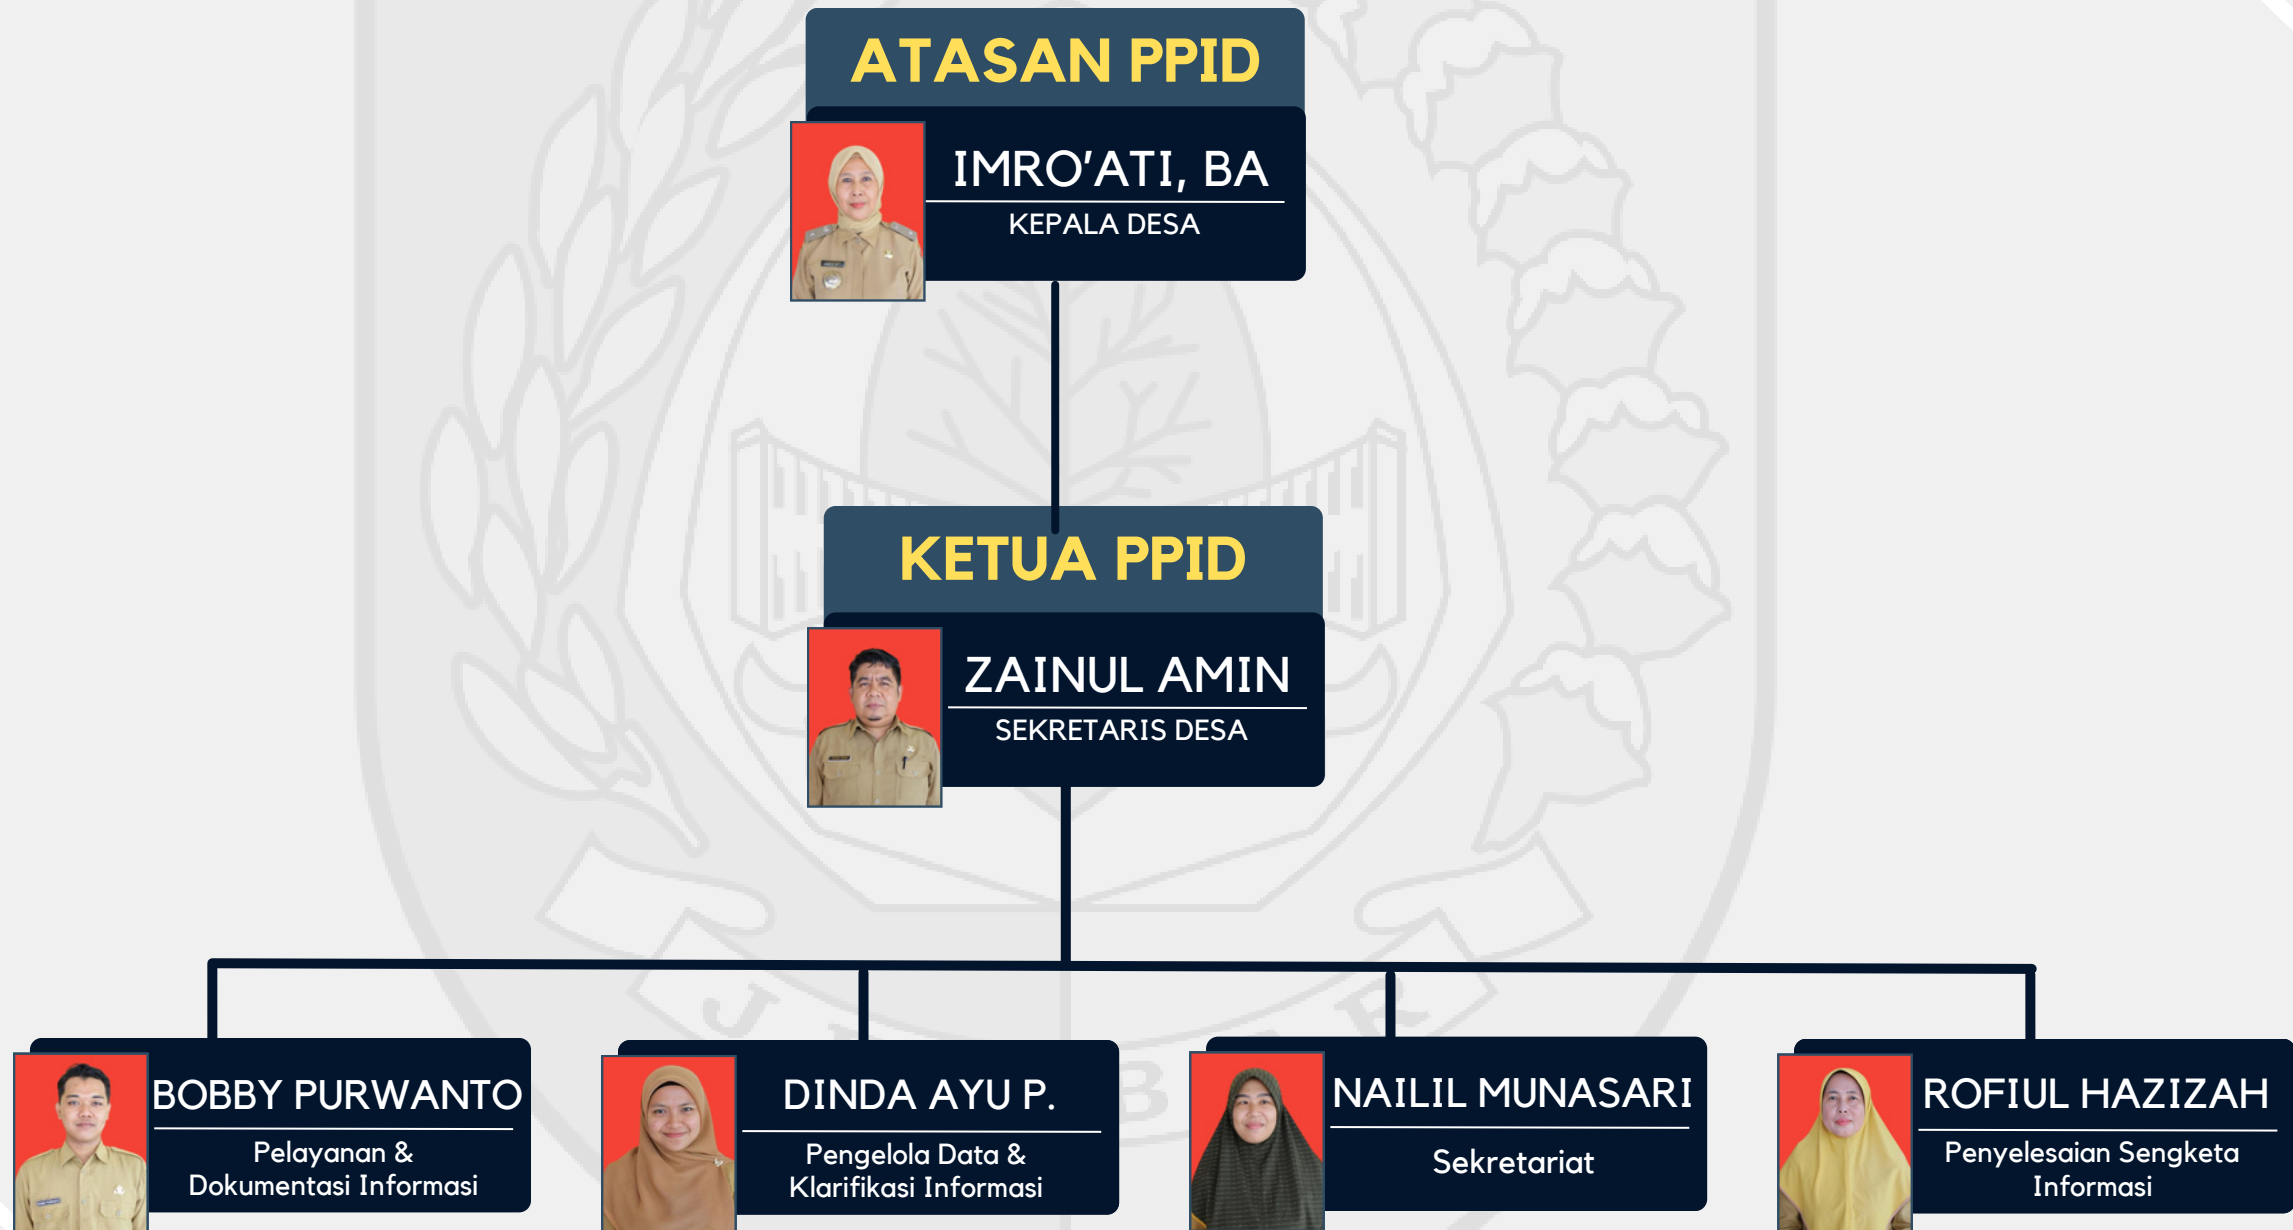 ATASAN PPID
IMRO'ATI, BA
KEPALA DESA
KETUA PPID
ZAINUL AMIN
SEKRETARIS DESA
BOBBY PURWANTO
Pelayanan &
Dokumentasi Informasi
DINDA AYU P.
Pengelola Data &
Klarifikasi Informasi
NAILIL MUNASARI
Sekretariat
ROFIUL HAZIZAH
Penyelesaian Sengketa
Informasi